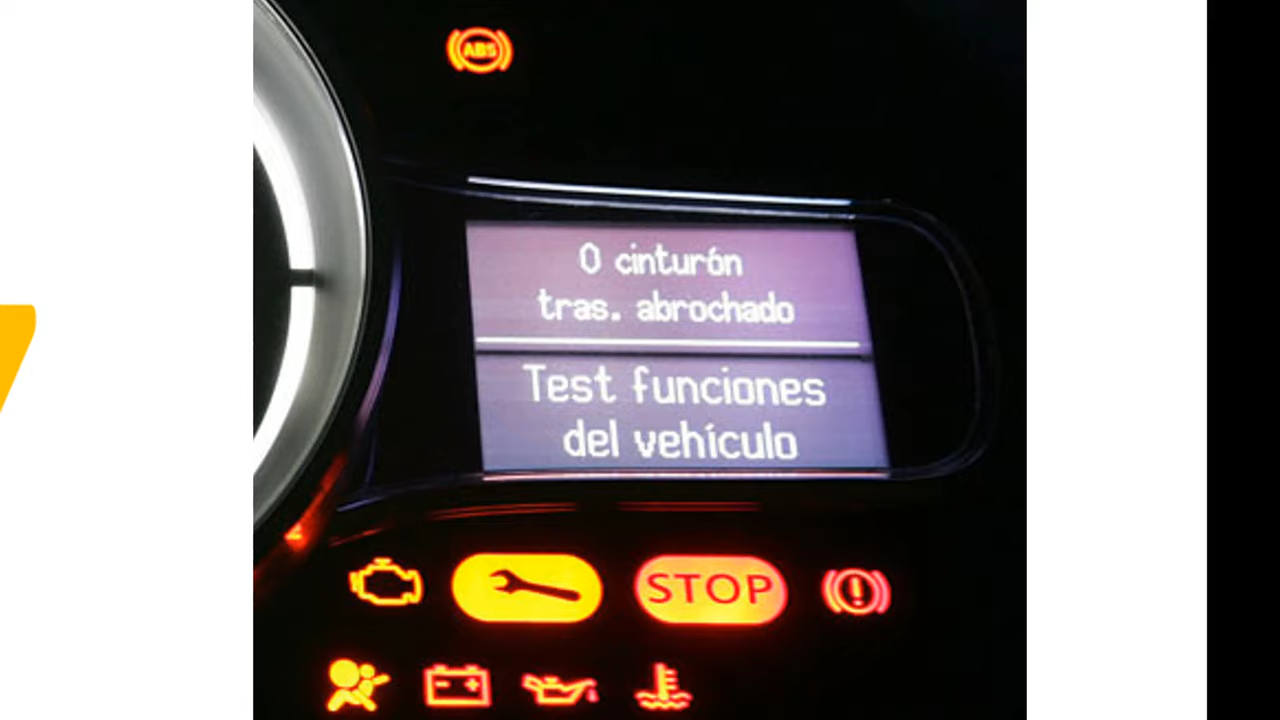 ABS
0 cinturón
tras. abrochado
Test funciones
del vehículo
STOP